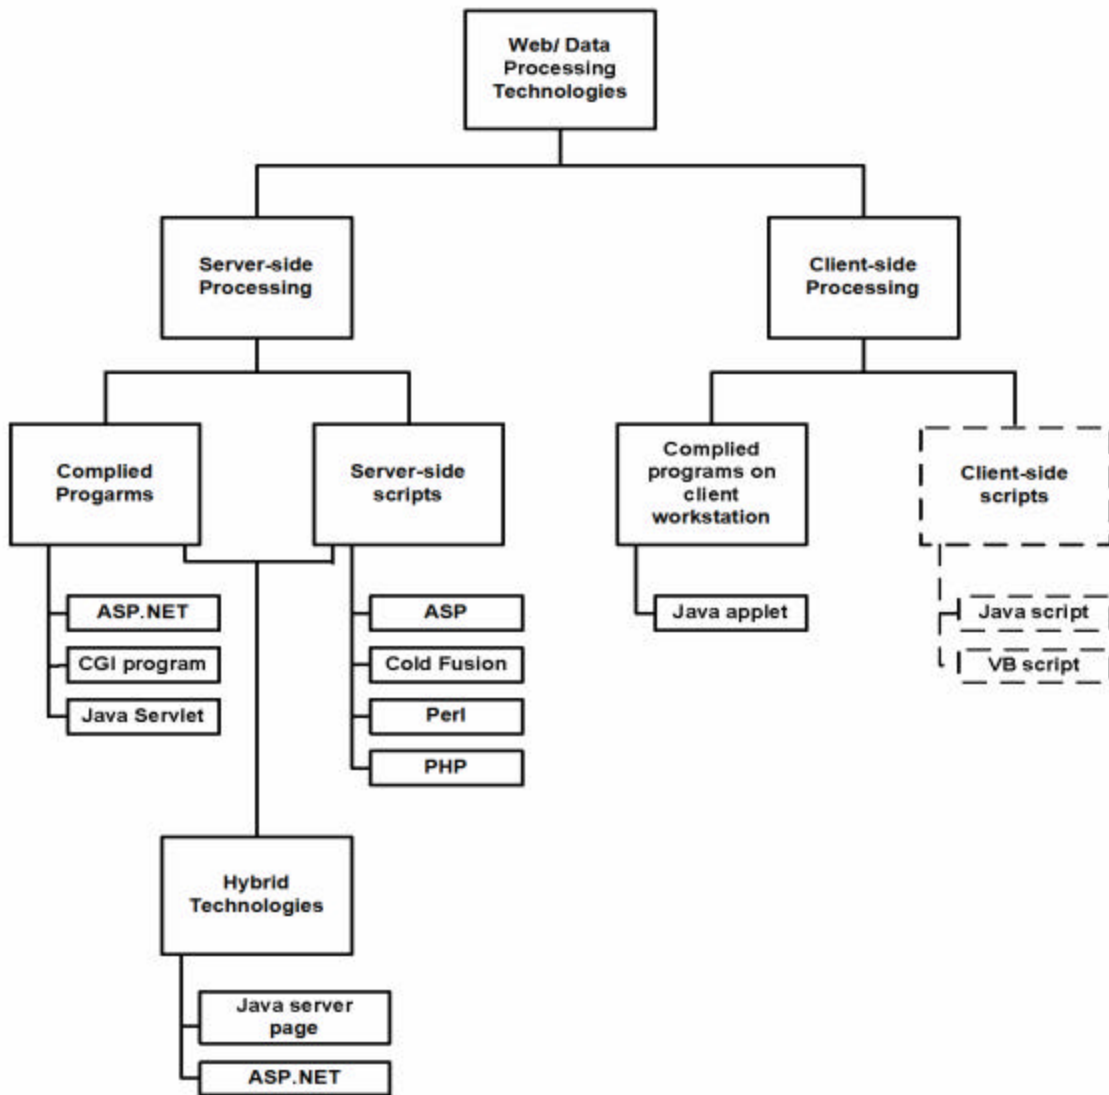 Web/ Data
Processing
Technologies
Server-side
Processing
Client-side
Processing
Complied
Progarms
Server-side
scripts
Complied
programs on
client
workstation
Client-side
scripts
ASP.NET
CGI program
Java Servlet
ASP
Cold Fusion
Perl
PHP
Java applet
Java script
VB script
Hybrid
Technologies
Java server
page
ASP.NET